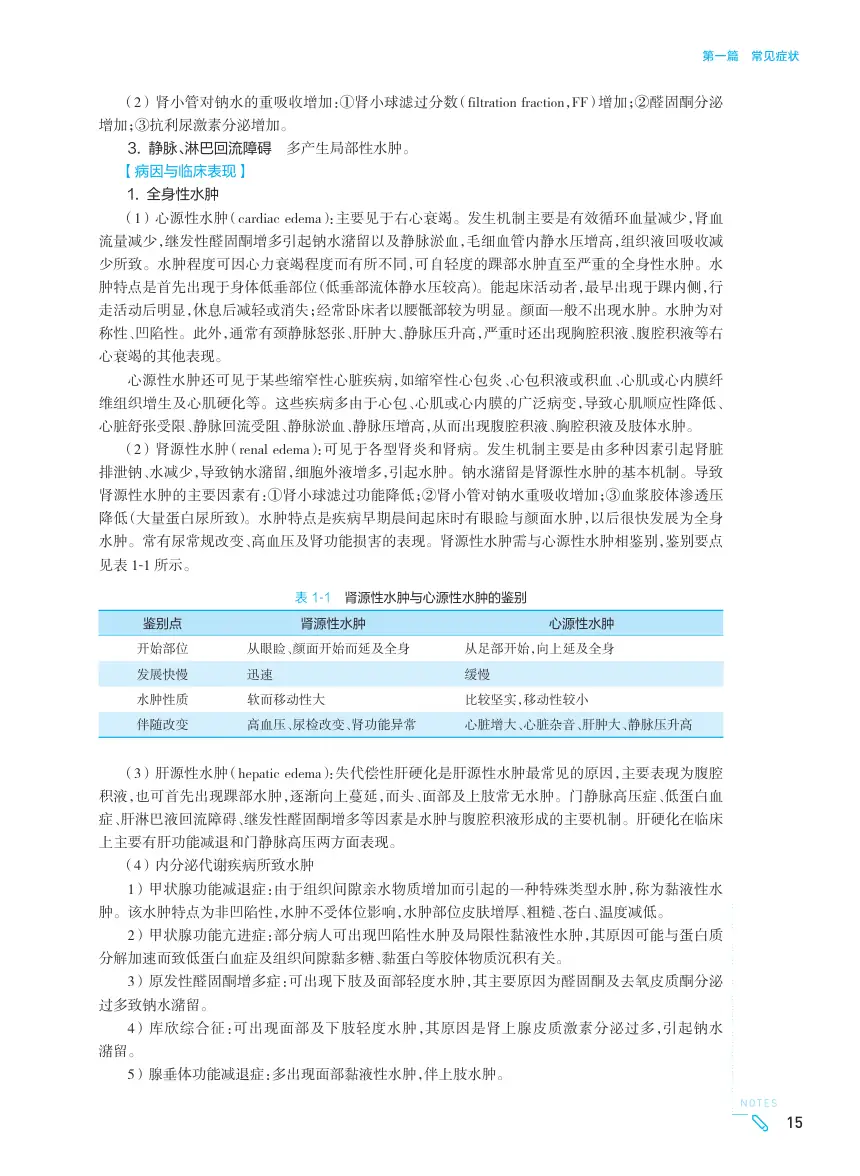 第一篇 常见症状
（2）肾小管对钠水的重吸收增加：①肾小球滤过分数（filtration fraction，FF）增加；②醛固酮分泌
增加；③抗利尿激素分泌增加。
3. 静脉、淋巴回流障碍 多产生局部性水肿。
【病因与临床表现】
1. 全身性水肿
（1）心源性水肿（cardiac edema）：主要见于右心衰竭。发生机制主要是有效循环血量减少，肾血
流量减少，继发性醛固酮增多引起钠水潴留以及静脉淤血，毛细血管内静水压增高，组织液回吸收减
少所致。水肿程度可因心力衰竭程度而有所不同，可自轻度的踝部水肿直至严重的全身性水肿。水
肿特点是首先出现于身体低垂部位（低垂部流体静水压较高）。能起床活动者，最早出现于踝内侧，行
走活动后明显，休息后减轻或消失；经常卧床者以腰骶部较为明显。颜面一般不出现水肿。水肿为对
称性、凹陷性。此外，通常有颈静脉怒张、肝肿大、静脉压升高，严重时还出现胸腔积液、腹腔积液等右
心衰竭的其他表现。
心源性水肿还可见于某些缩窄性心脏疾病，如缩窄性心包炎、心包积液或积血、心肌或心内膜纤
维组织增生及心肌硬化等。这些疾病多由于心包、心肌或心内膜的广泛病变，导致心肌顺应性降低、
心脏舒张受限、静脉回流受阻、静脉淤血、静脉压增高，从而出现腹腔积液、胸腔积液及肢体水肿。
（2）肾源性水肿（renal edema）：可见于各型肾炎和肾病。发生机制主要是由多种因素引起肾脏
排泄钠、水减少，导致钠水潴留，细胞外液增多，引起水肿。钠水潴留是肾源性水肿的基本机制。导致
肾源性水肿的主要因素有：①肾小球滤过功能降低；②肾小管对钠水重吸收增加；③血浆胶体渗透压
降低（大量蛋白尿所致）。水肿特点是疾病早期晨间起床时有眼睑与颜面水肿，以后很快发展为全身
水肿。常有尿常规改变、高血压及肾功能损害的表现。肾源性水肿需与心源性水肿相鉴别，鉴别要点
见表 1-1 所示。
表 1-1 肾源性水肿与心源性水肿的鉴别
鉴别点 肾源性水肿 心源性水肿
开始部位 从眼睑、颜面开始而延及全身 从足部开始，向上延及全身
发展快慢 迅速 缓慢
水肿性质 软而移动性大 比较坚实，移动性较小
伴随改变 高血压、尿检改变、肾功能异常 心脏增大、心脏杂音、肝肿大、静脉压升高
（3）肝源性水肿（hepatic edema）：失代偿性肝硬化是肝源性水肿最常见的原因，主要表现为腹腔
积液，也可首先出现踝部水肿，逐渐向上蔓延，而头、面部及上肢常无水肿。门静脉高压症、低蛋白血
症、肝淋巴液回流障碍、继发性醛固酮增多等因素是水肿与腹腔积液形成的主要机制。肝硬化在临床
上主要有肝功能减退和门静脉高压两方面表现。
（4）内分泌代谢疾病所致水肿
1）甲状腺功能减退症：由于组织间隙亲水物质增加而引起的一种特殊类型水肿，称为黏液性水
肿。该水肿特点为非凹陷性，水肿不受体位影响，水肿部位皮肤增厚、粗糙、苍白、温度减低。
2）甲状腺功能亢进症：部分病人可出现凹陷性水肿及局限性黏液性水肿，其原因可能与蛋白质
分解加速而致低蛋白血症及组织间隙黏多糖、黏蛋白等胶体物质沉积有关。
3）原发性醛固酮增多症：可出现下肢及面部轻度水肿，其主要原因为醛固酮及去氧皮质酮分泌
过多致钠水潴留。
4）库欣综合征：可出现面部及下肢轻度水肿，其原因是肾上腺皮质激素分泌过多，引起钠水
潴留。
5）腺垂体功能减退症：多出现面部黏液性水肿，伴上肢水肿。
NOTES
15